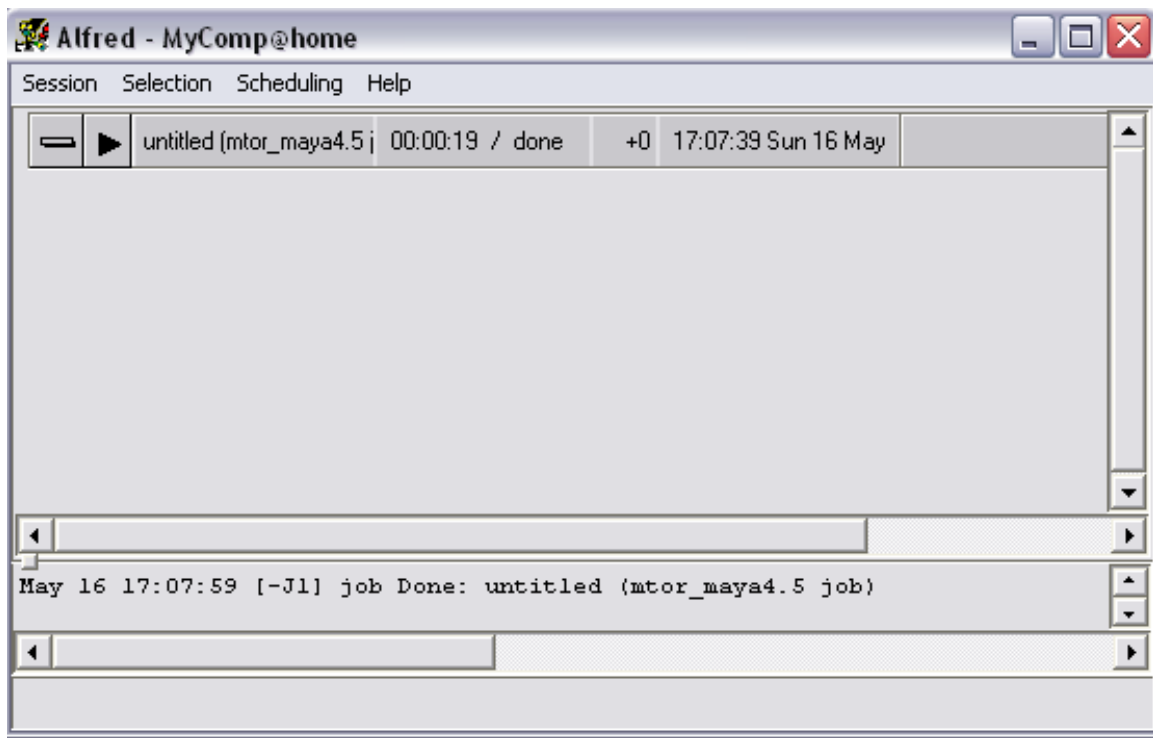 Alfred - MyComp@home
Session Selection Scheduling Help
untitled (mtor_maya4.5 j 00:00:19 / done +0 17:07:39 Sun 16 May
May 16 17:07:59 [-J1] job Done: untitled (mtor_maya4.5 job)